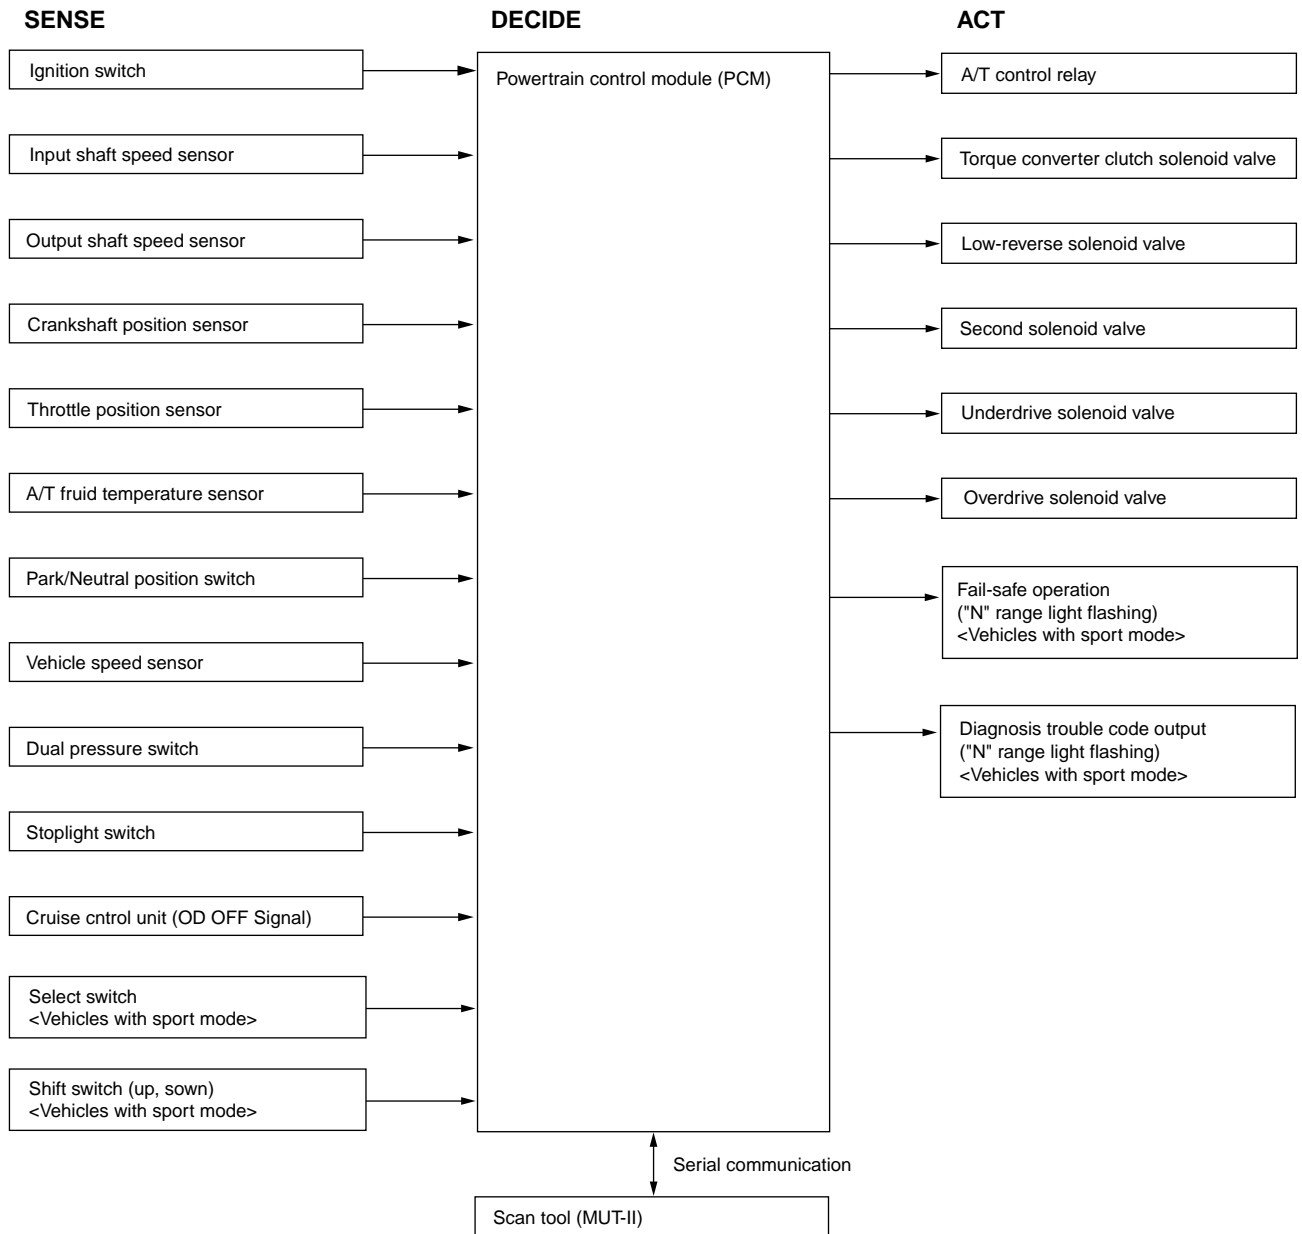 SENSE
DECIDE
ACT
Ignition switch
Input shaft speed sensor
Output shaft speed sensor
Crankshaft position sensor
Throttle position sensor
A/T fruid temperature sensor
Park/Neutral position switch
Vehicle speed sensor
Dual pressure switch
Stoplight switch
Cruise cntrol unit (OD OFF Signal)
Select switch
<Vehicles with sport mode>
Shift switch (up, sown)
<Vehicles with sport mode>
Powertrain control module (PCM)
A/T control relay
Torque converter clutch solenoid valve
Low-reverse solenoid valve
Second solenoid valve
Underdrive solenoid valve
Overdrive solenoid valve
Fail-safe operation
("N" range light flashing)
<Vehicles with sport mode>
Diagnosis trouble code output
("N" range light flashing)
<Vehicles with sport mode>
Serial communication
Scan tool (MUT-II)